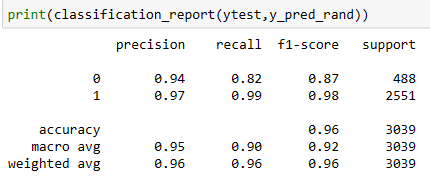 print(classification_report(ytest,y_pred_rand))
precision recall f1-score support
0 0.94 0.82 0.87 488
1 0.97 0.99 0.98 2551
accuracy 0.96 3039
macro avg 0.95 0.90 0.92 3039
weighted avg 0.96 0.96 0.96 3039